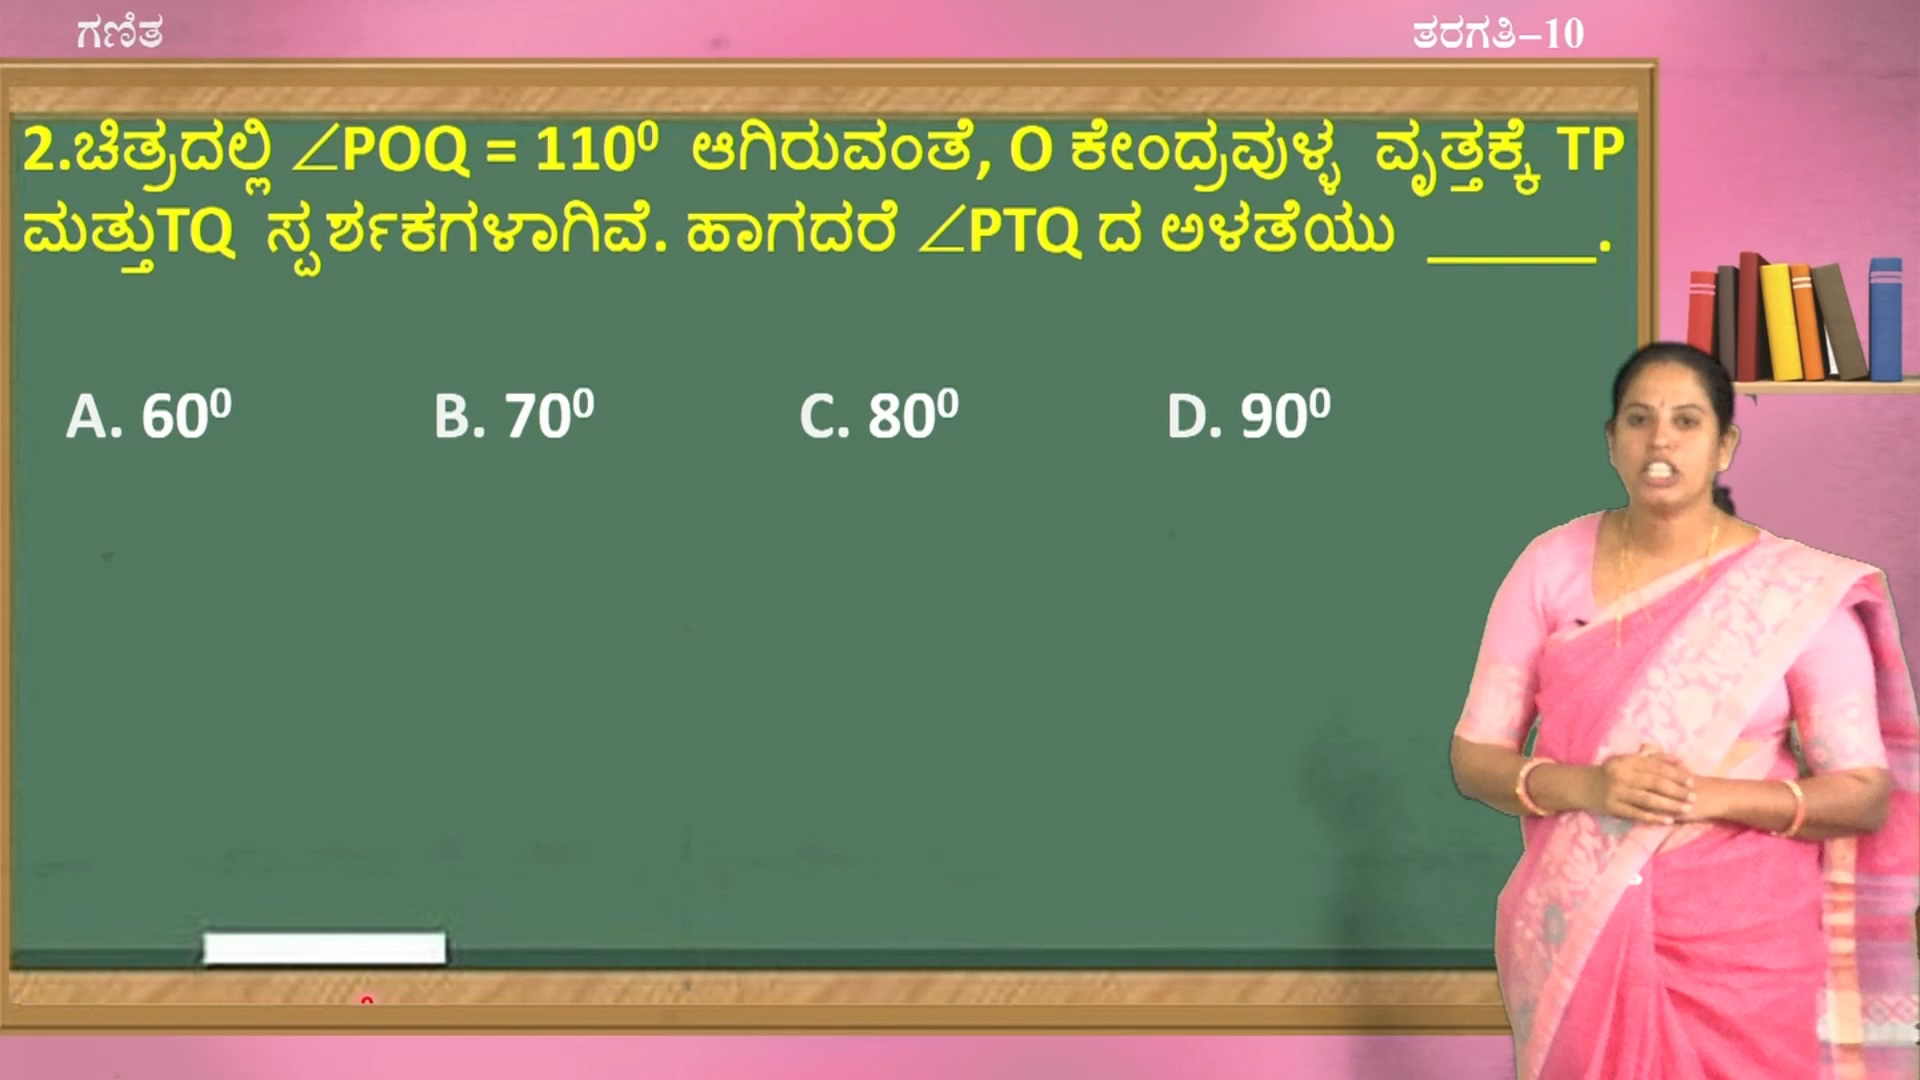 ಗಣಿತ
ತರಗತಿ–10
2.ಚಿತ್ರದಲ್ಲಿ ∠POQ = 110⁰ ಆಗಿರುವಂತೆ, O ಕೇಂದ್ರವುಳ್ಳ ವೃತ್ತಕ್ಕೆ TP
ಮತ್ತುTQ ಸ್ಪರ್ಶಕಗಳಾಗಿವೆ. ಹಾಗದರೆ ∠PTQ ದ ಅಳತೆಯು _____.
A. 60⁰ B. 70⁰ C. 80⁰ D. 90⁰